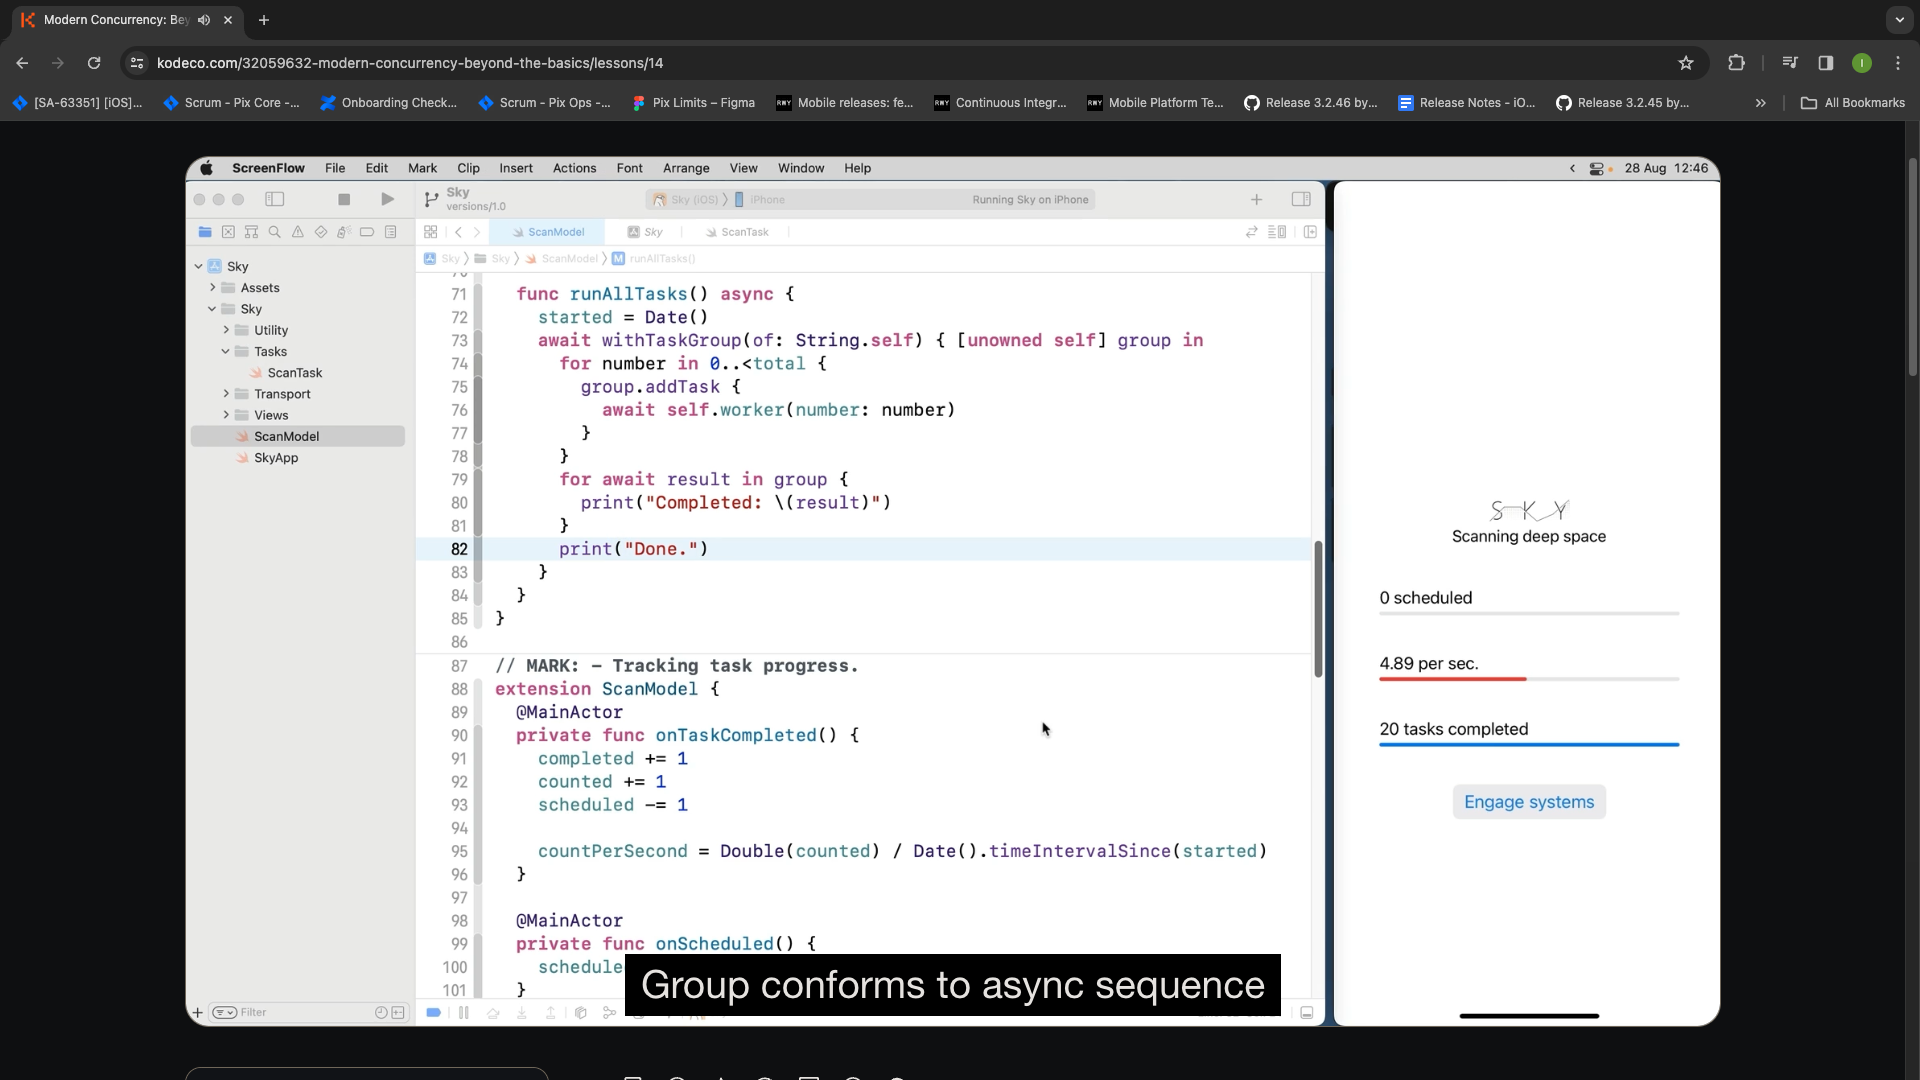 Modern Concurrency: Bey
kodeco.com/32059632-modern-concurrency-beyond-the-basics/lessons/14
I
[SA-63351] [iOS]...
Scrum - Pix Core -...
Onboarding Check...
Scrum - Pix Ops -...
Pix Limits – Figma
RWY Mobile releases: fe...
RWY Continuous Integr...
RWY Mobile Platform Te...
Release 3.2.46 by...
Release Notes - iO...
Release 3.2.45 by...
»
All Bookmarks
ScreenFlow File Edit Mark Clip Insert Actions Font Arrange View Window Help
28 Aug 12:46
Sky
versions/1.0
Sky (iOS) 〉 iPhone
Running Sky on iPhone
ScanModel
Sky
ScanTask
Sky 〉 Sky 〉 ScanModel 〉 M runAllTasks()
Sky
Assets
Sky
Utility
Tasks
ScanTask
Transport
Views
ScanModel
SkyApp
Filter
70
71 func runAllTasks() async {
72 started = Date()
73 await withTaskGroup(of: String.self) { [unowned self] group in
74 for number in 0..<total {
75 group.addTask {
76 await self.worker(number: number)
77 }
78 }
79 for await result in group {
80 print("Completed: \(result)")
81 }
82 print("Done.")
83 }
84 }
85 }
86
87 // MARK: - Tracking task progress.
88 extension ScanModel {
89 @MainActor
90 private func onTaskCompleted() {
91 completed += 1
92 counted += 1
93 scheduled -= 1
94
95 countPerSecond = Double(counted) / Date().timeIntervalSince(started)
96 }
97
98 @MainActor
99 private func onScheduled() {
100 schedule
101 }
Group conforms to async sequence
S K Y
Scanning deep space
0 scheduled
4.89 per sec.
20 tasks completed
Engage systems